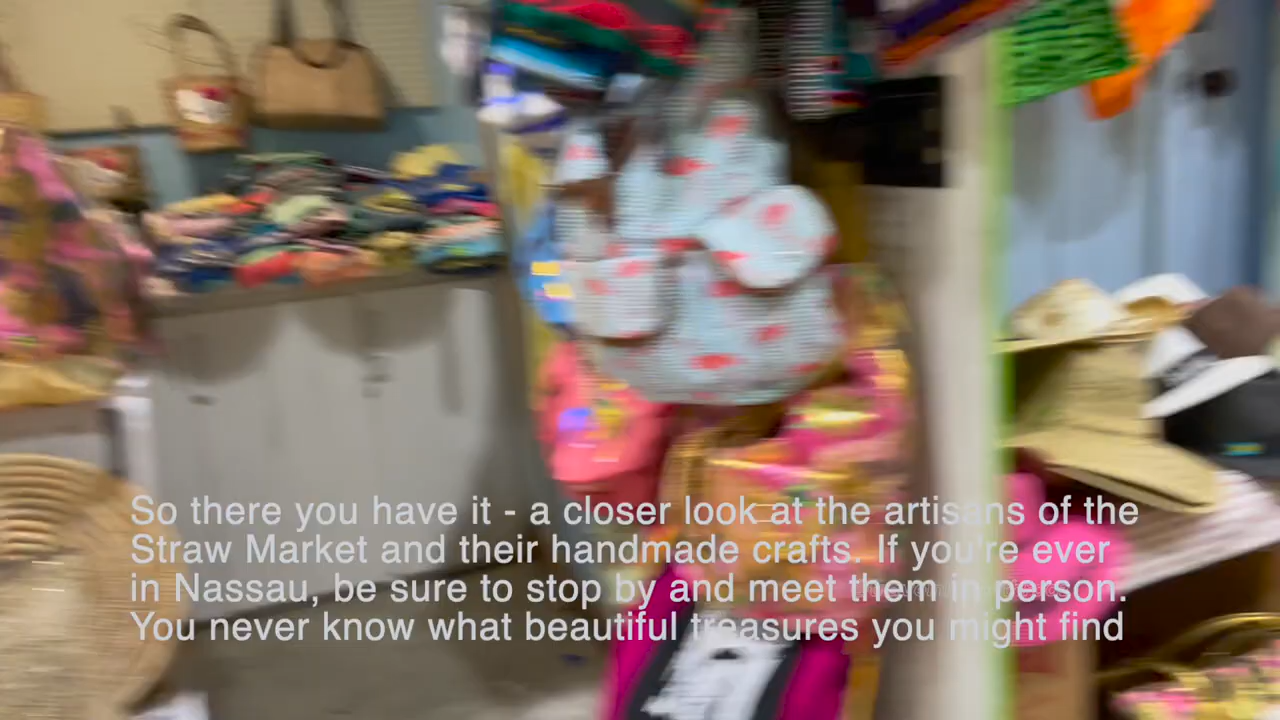 So there you have it - a closer look at the artisans of the
Straw Market and their handmade crafts. If you're ever
in Nassau, be sure to stop by and meet them in person.
You never know what beautiful treasures you might find